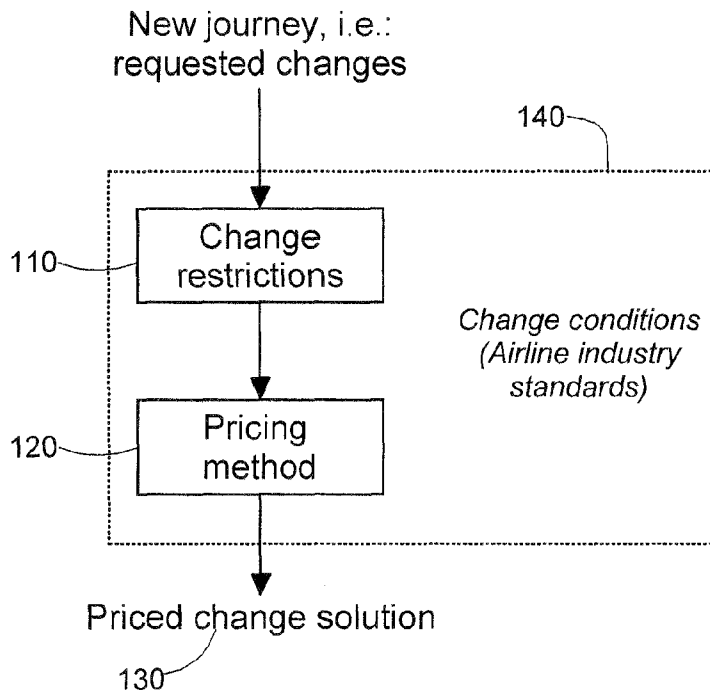 New journey, i.e.:
requested changes
140
Change
restrictions
110
Change conditions
(Airline industry
standards)
Pricing
method
120
Priced change solution
130